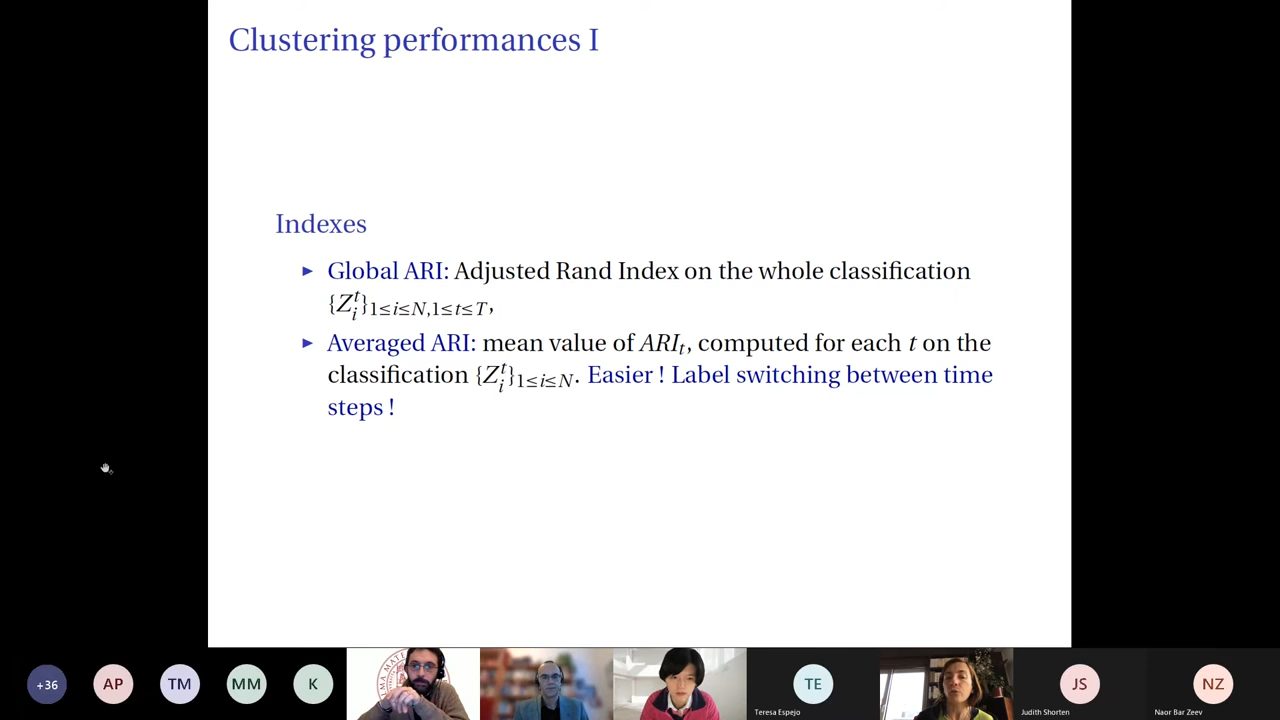 Clustering performances I
Indexes
► Global ARI: Adjusted Rand Index on the whole classification
{Z_i^t}_{1≤i≤N,1≤t≤T},
► Averaged ARI: mean value of ARI_t, computed for each t on the
classification {Z_i^t}_{1≤i≤N}. Easier ! Label switching between time
steps !
+36
AP
TM
MM
K
TE
JS
NZ
Teresa Espejo
Judith Shorten
Naor Bar Zeev